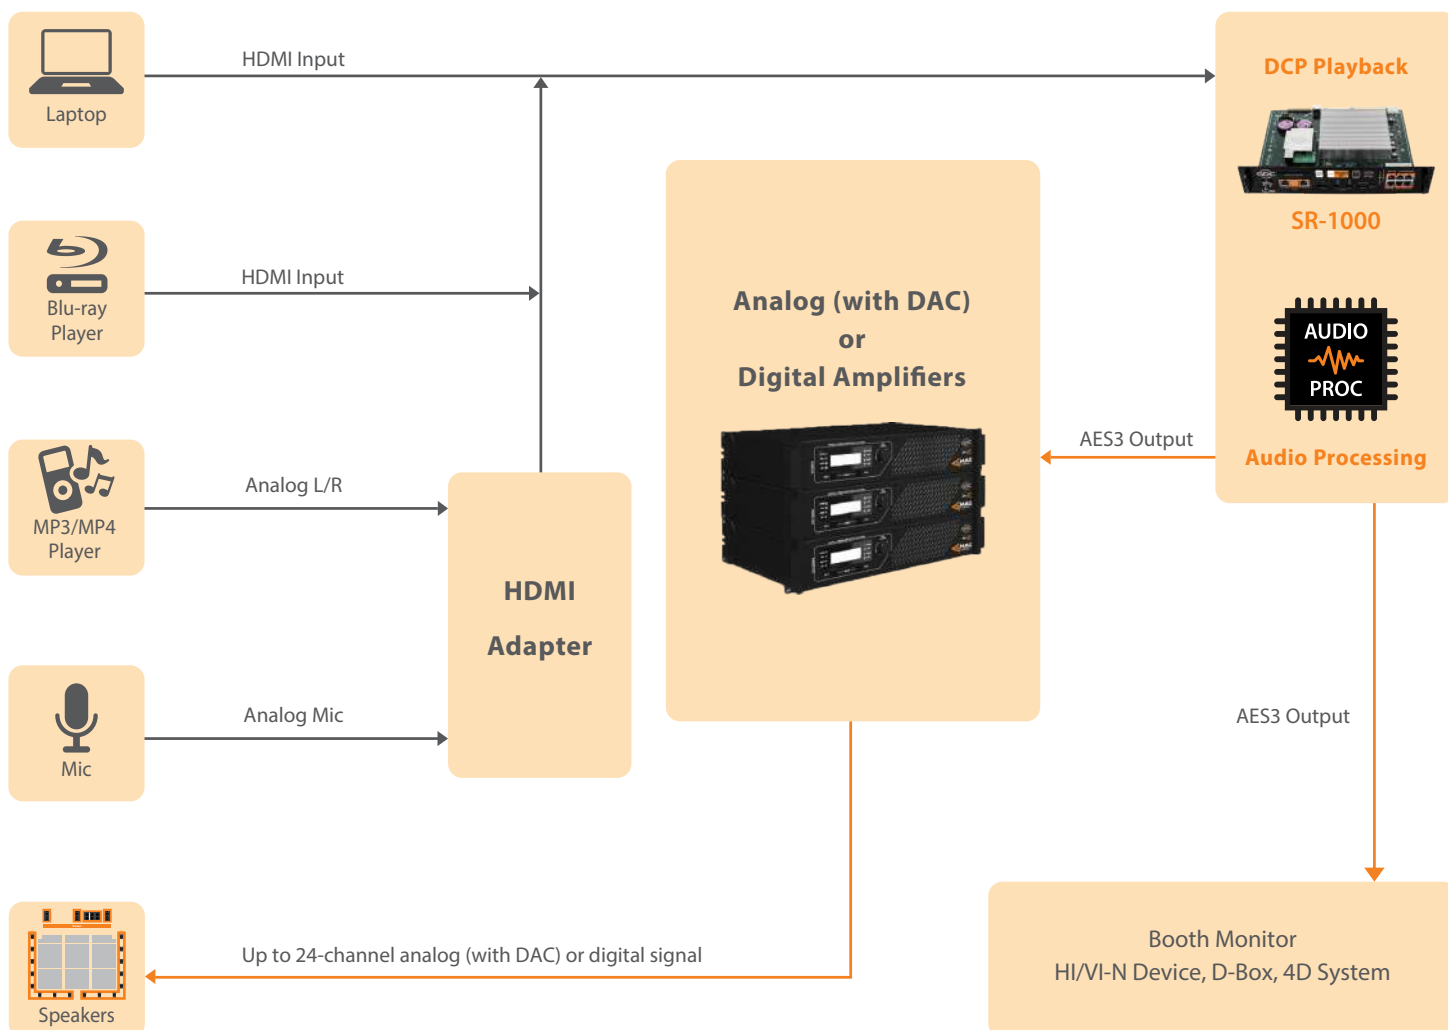 HDMI Input
Laptop
DCP Playback
SR-1000
HDMI Input
Blu-ray
Player
Analog (with DAC)
or
Digital Amplifiers
AUDIO
PROC
Audio Processing
AES3 Output
Analog L/R
MP3/MP4
Player
HDMI
Adapter
Analog Mic
Mic
AES3 Output
Up to 24-channel analog (with DAC) or digital signal
Speakers
Booth Monitor
HI/VI-N Device, D-Box, 4D System